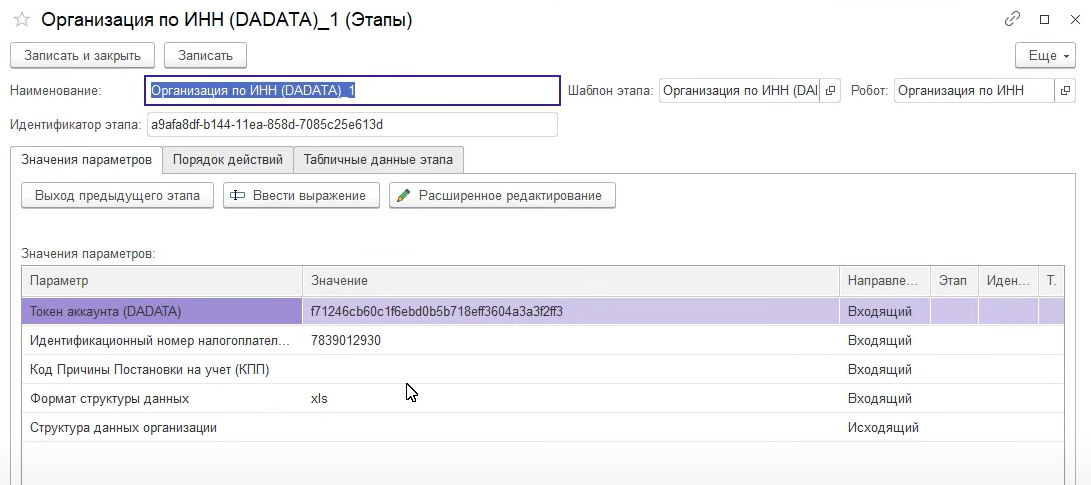 Организация по ИНН (DADATA)_1 (Этапы)
Записать и закрыть Записать Еще
Наименование: Организация по ИНН (DADATA)_1 Шаблон этапа: Организация по ИНН (DAI Робот: Организация по ИНН
Идентификатор этапа: a9afa8df-b144-11ea-858d-7085c25e613d
Значения параметров Порядок действий Табличные данные этапа
Выход предыдущего этапа Ввести выражение Расширенное редактирование
Значения параметров:
Параметр Значение Направле... Этап Иден... Т.
Токен аккаунта (DADATA) f71246cb60c1f6ebd0b5b718eff3604a3a3f2ff3 Входящий
Идентификационный номер налогоплател... 7839012930 Входящий
Код Причины Постановки на учет (КПП) Входящий
Формат структуры данных xls Входящий
Структура данных организации Исходящий